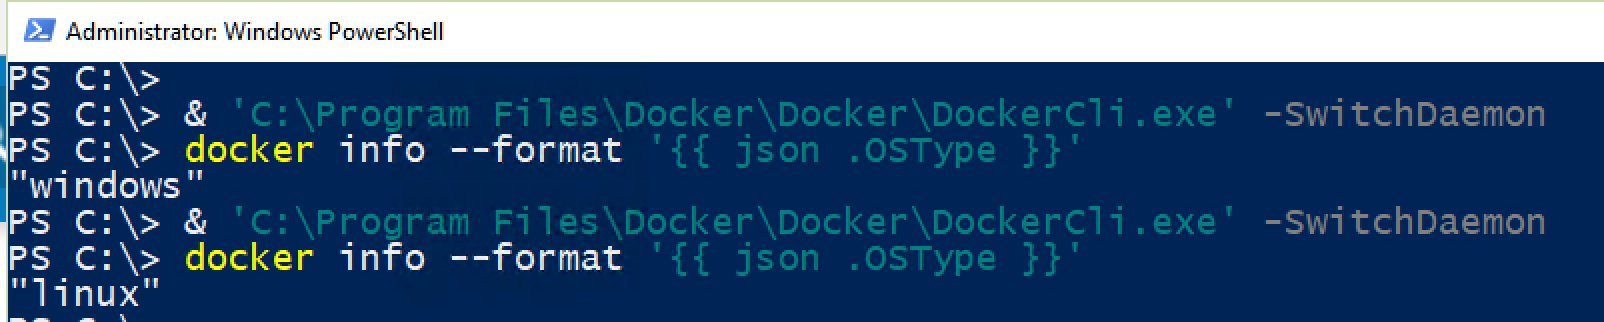 Administrator: Windows PowerShell
PS C:\>
PS C:\> & 'C:\Program Files\Docker\Docker\DockerCli.exe' -SwitchDaemon
PS C:\> docker info --format '{{ json .OSType }}'
"windows"
PS C:\> & 'C:\Program Files\Docker\Docker\DockerCli.exe' -SwitchDaemon
PS C:\> docker info --format '{{ json .OSType }}'
"linux"